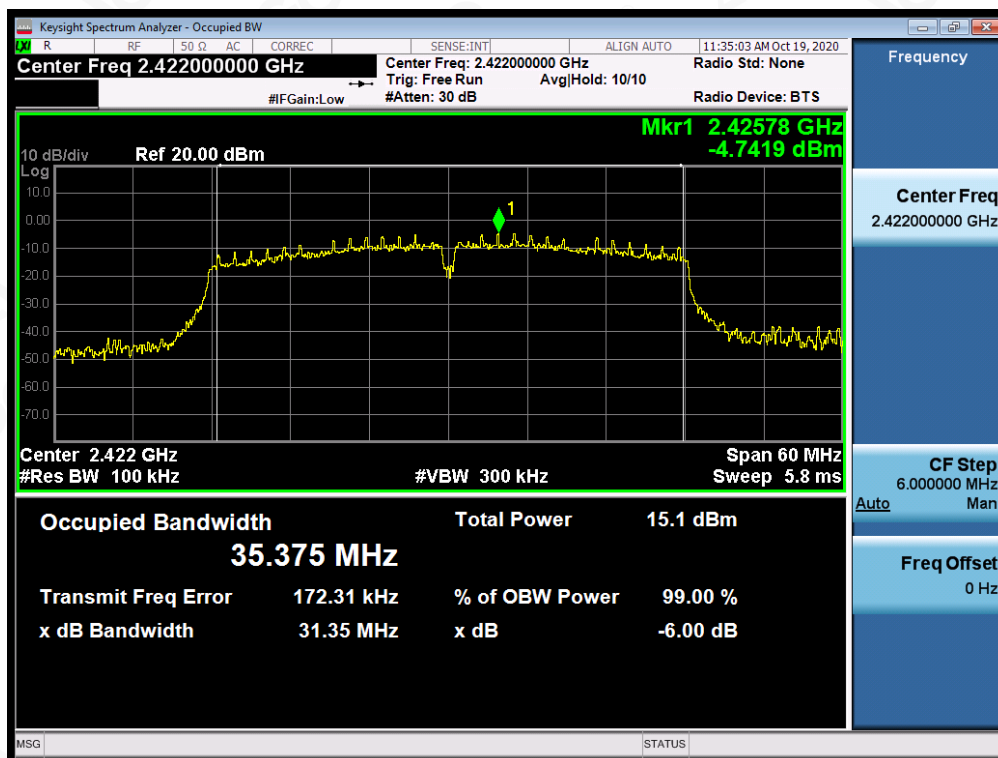 Keysight Spectrum Analyzer - Occupied BW
LXI R RF 50 Ω AC CORREC SENSE:INT ALIGN AUTO 11:35:03 AM Oct 19, 2020
Center Freq 2.422000000 GHz
Center Freq: 2.422000000 GHz Radio Std: None
Trig: Free Run Avg|Hold: 10/10
#IFGain:Low #Atten: 30 dB Radio Device: BTS
Mkr1 2.42578 GHz
-4.7419 dBm
10 dB/div Ref 20.00 dBm
Log
10.0
0.00
-10.0
-20.0
-30.0
-40.0
-50.0
-60.0
-70.0
1
Center 2.422 GHz Span 60 MHz
#Res BW 100 kHz #VBW 300 kHz Sweep 5.8 ms
Occupied Bandwidth Total Power 15.1 dBm
35.375 MHz
Transmit Freq Error 172.31 kHz % of OBW Power 99.00 %
x dB Bandwidth 31.35 MHz x dB -6.00 dB
Frequency
Center Freq
2.422000000 GHz
CF Step
6.000000 MHz
Auto Man
Freq Offset
0 Hz
MSG STATUS